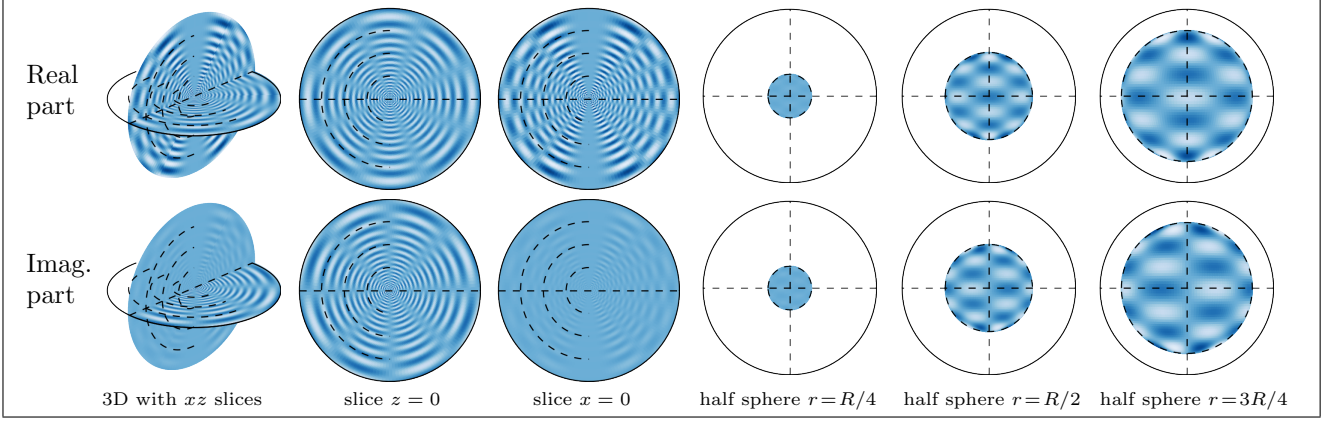 Real
part
Imag.
part
3D with xz slices
slice z = 0
slice x = 0
half sphere r = R/4
half sphere r = R/2
half sphere r = 3R/4